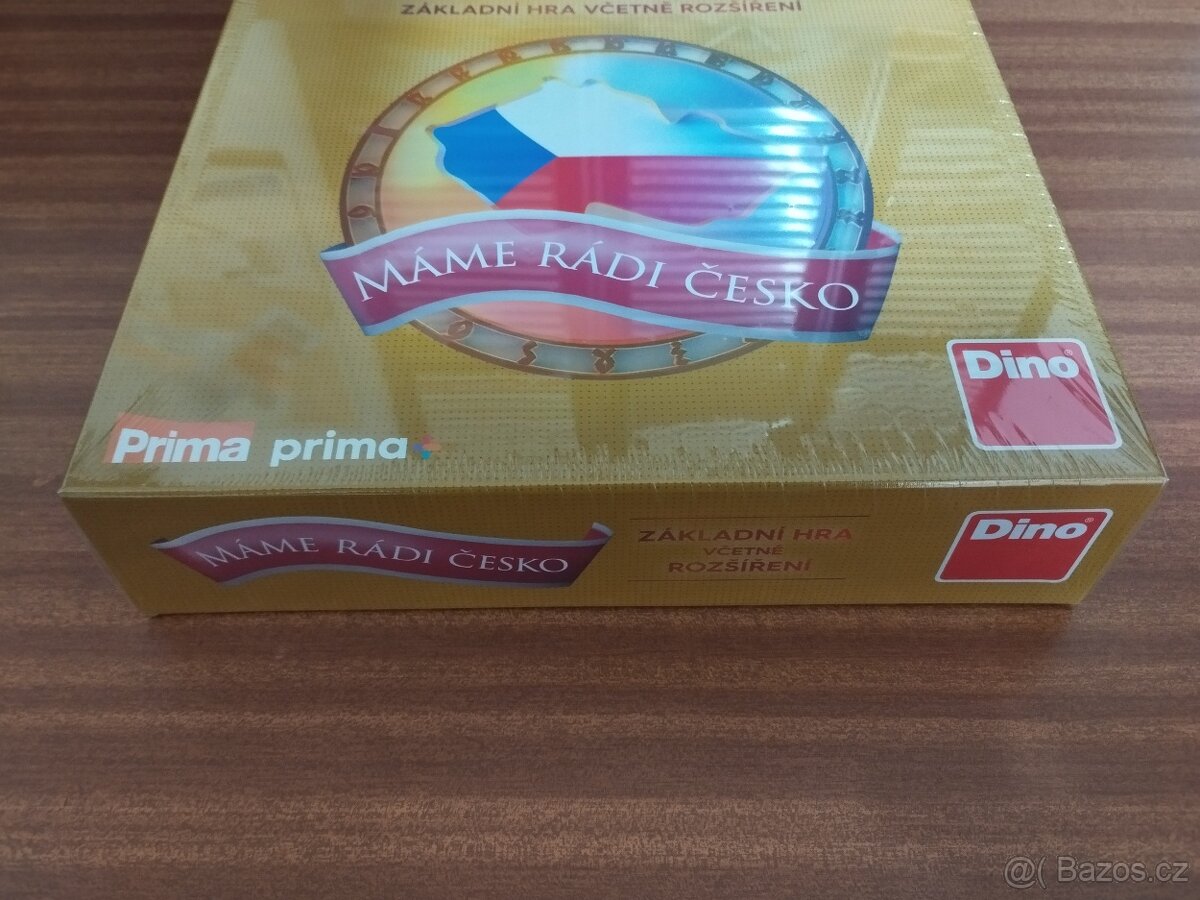 ZÁKLADNÍ HRA VČETNĚ ROZŠÍŘENÍ
MÁME RÁDI ČESKO
Dino®
Prima prima+
MÁME RÁDI ČESKO
ZÁKLADNÍ HRA
VČETNĚ
ROZŠÍŘENÍ
Dino®
@( Bazos.cz